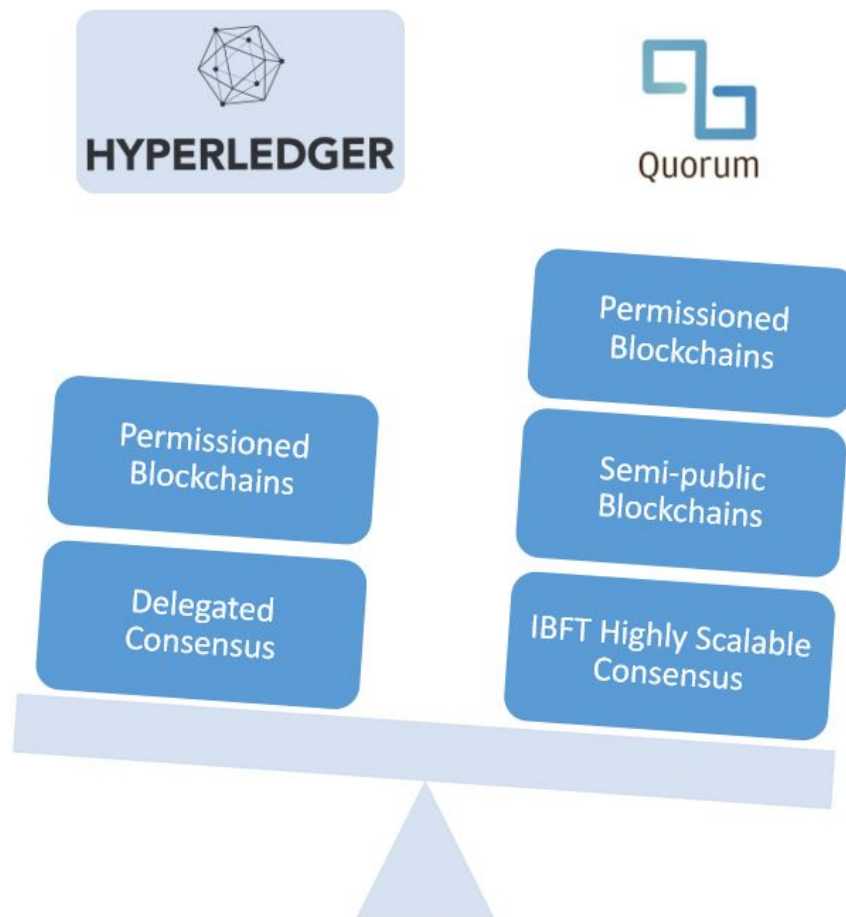 HYPERLEDGER
Quorum
Permissioned
Blockchains
Semi-public
Blockchains
IBFT Highly Scalable
Consensus
Permissioned
Blockchains
Delegated
Consensus